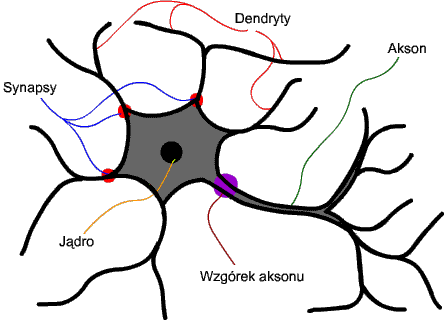 Dendryty
Akson
Synapsy
Jądro
Wzgórek aksonu